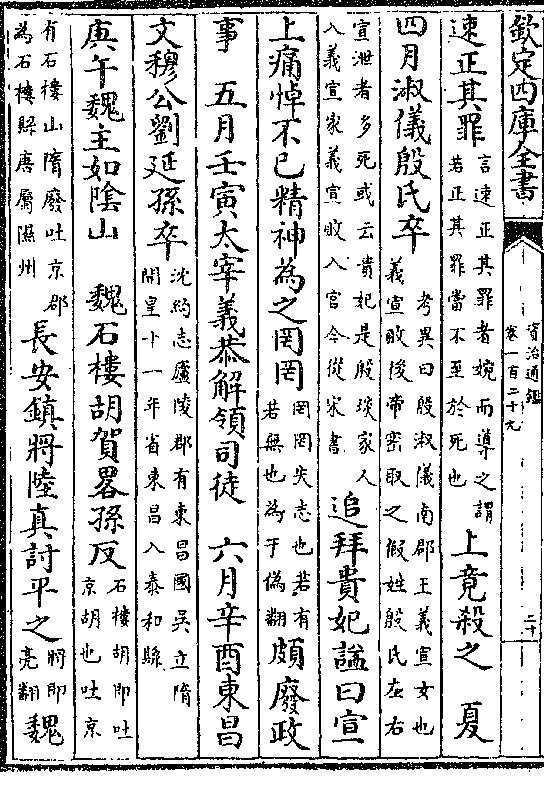 欽定四庫全書
資治通鑑
卷一百二十九
二十
速正其罪言速正其罪者婉而導之謂若正其罪當不至於死也上竟殺之　夏
四月淑儀殷氏卒考異曰殷淑儀南郡王義宣女也義宣敗後帝密取之假姓殷氏左右
宣泄者多死或云貴妃是殷琰家人入義宣家義宣敗入宮今從宋書追拜貴妃諡曰宣
上痛悼不已精神為之罔罔罔罔失志也若有若無也為于偽翻頗廢政
事　五月壬寅太宰義恭解領司徒　六月辛酉東昌
文穆公劉延孫卒沈約志廬陵郡有東昌國吳立隋開皇十一年省東昌入泰和縣
庚午魏主如陰山　魏石樓胡賀畧孫反石樓胡即吐京胡也吐京
有石樓山隋廢吐京郡為石樓縣唐屬隰州長安鎮將陸真討平之將即亮翻魏